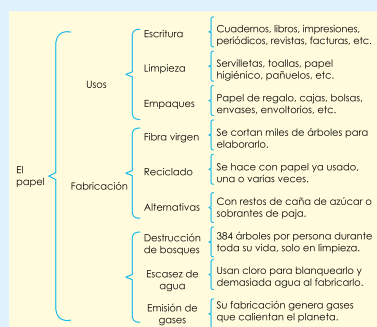 El
papel
Usos
Escritura
Cuadernos, libros, impresiones,
periódicos, revistas, facturas, etc.
Limpieza
Servilletas, toallas, papel
higiénico, pañuelos, etc.
Empaques
Papel de regalo, cajas, bolsas,
envases, envoltorios, etc.
Fabricación
Fibra virgen
Se cortan miles de árboles para
elaborarlo.
Reciclado
Se hace con papel ya usado,
una o varias veces.
Alternativas
Con restos de caña de azúcar o
sobrantes de paja.
Destrucción
de bosques
384 árboles por persona durante
toda su vida, solo en limpieza.
Escasez de
agua
Usan cloro para blanquearlo y
demasiada agua al fabricarlo.
Emisión de
gases
Su fabricación genera gases
que calientan el planeta.